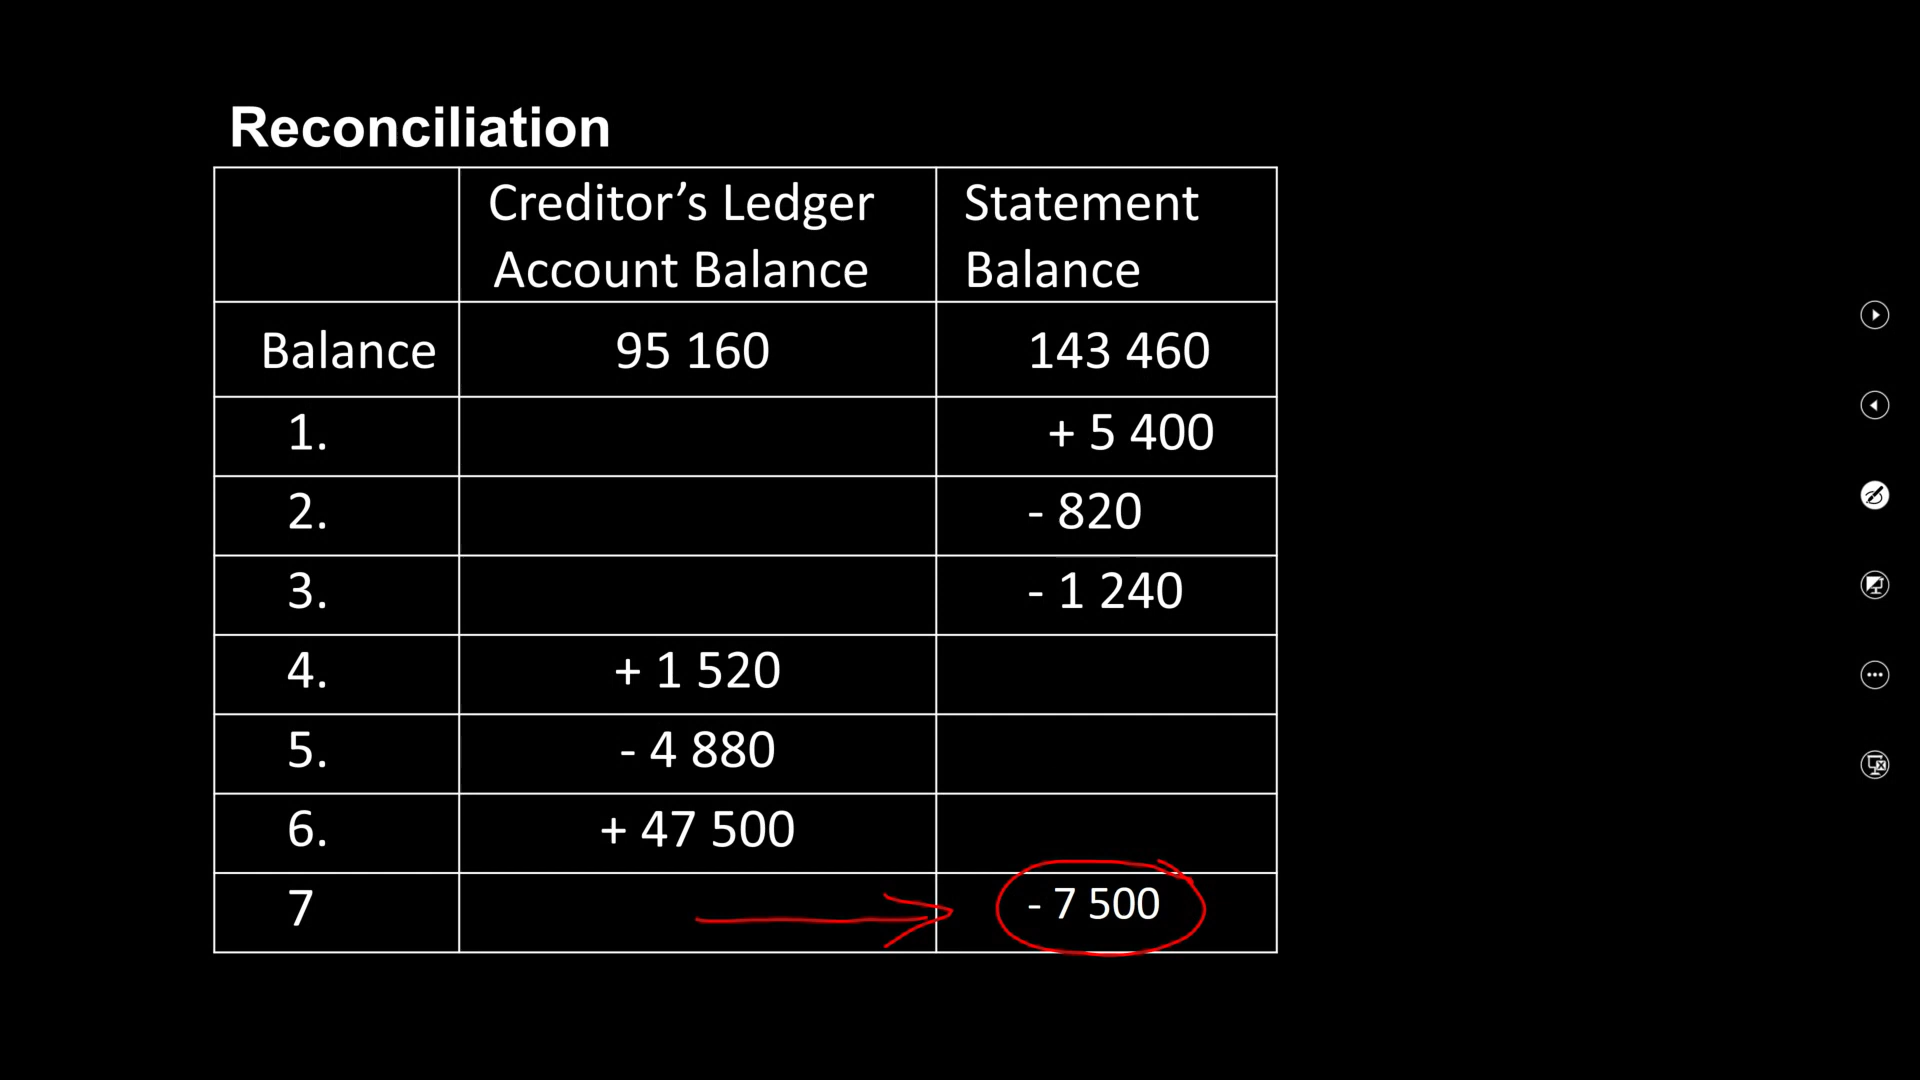 Reconciliation
Creditor’s Ledger Account Balance
Statement Balance
Balance 95 160 143 460
1. + 5 400
2. - 820
3. - 1 240
4. + 1 520
5. - 4 880
6. + 47 500
7 - 7 500